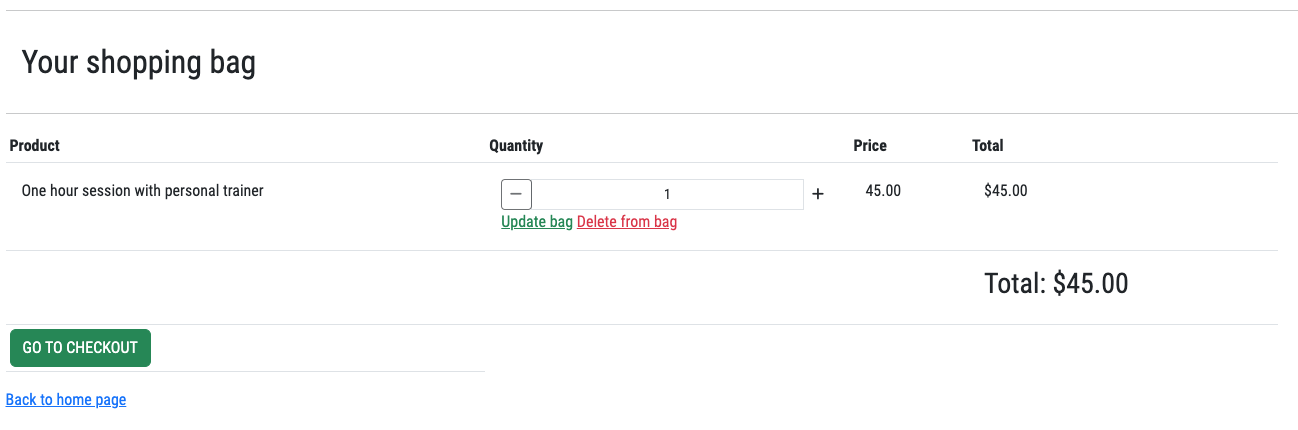 Your shopping bag
Product Quantity Price Total
One hour session with personal trainer − 1 + 45.00 $45.00
Update bag Delete from bag
Total: $45.00
GO TO CHECKOUT
Back to home page